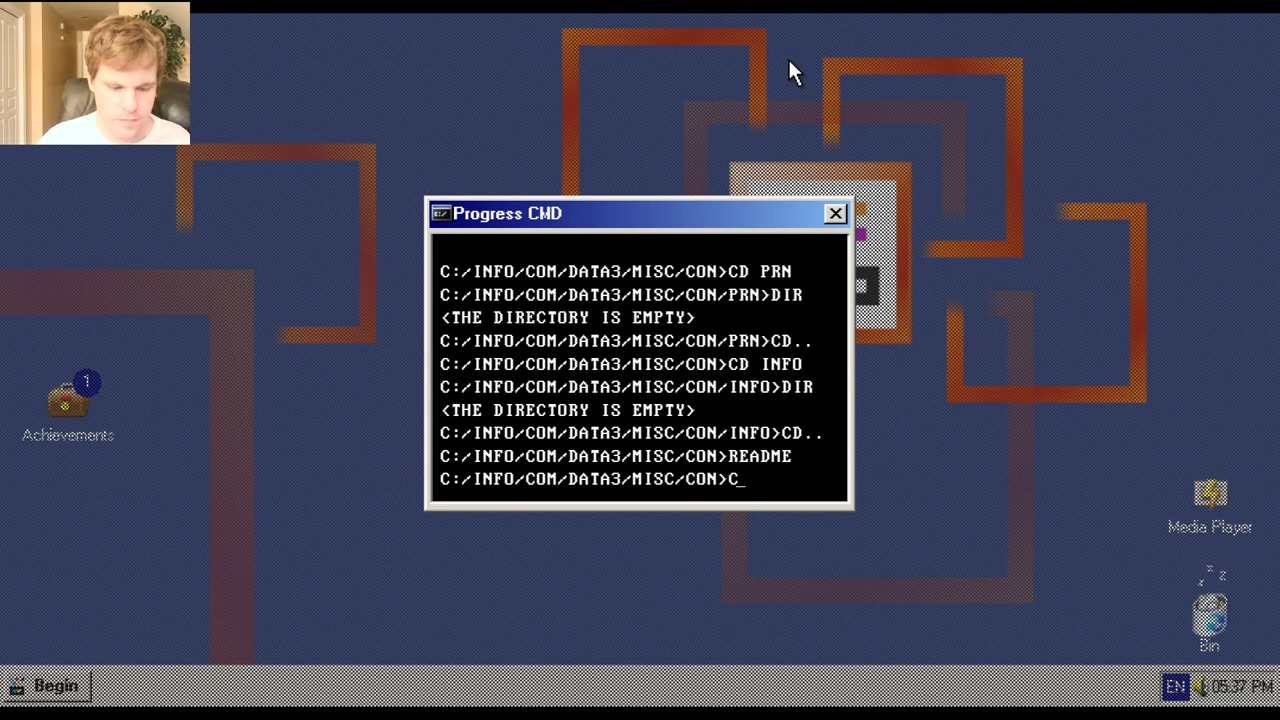 Progress CMD
C:/INFO/COM/DATA3/MISC/CON>CD PRN
C:/INFO/COM/DATA3/MISC/CON/PRN>DIR
<THE DIRECTORY IS EMPTY>
C:/INFO/COM/DATA3/MISC/CON/PRN>CD..
C:/INFO/COM/DATA3/MISC/CON>CD INFO
C:/INFO/COM/DATA3/MISC/CON/INFO>DIR
<THE DIRECTORY IS EMPTY>
C:/INFO/COM/DATA3/MISC/CON/INFO>CD..
C:/INFO/COM/DATA3/MISC/CON>README
C:/INFO/COM/DATA3/MISC/CON>C_
1
Achievements
Media Player
z z z
Bin
Begin
EN 05:37 PM